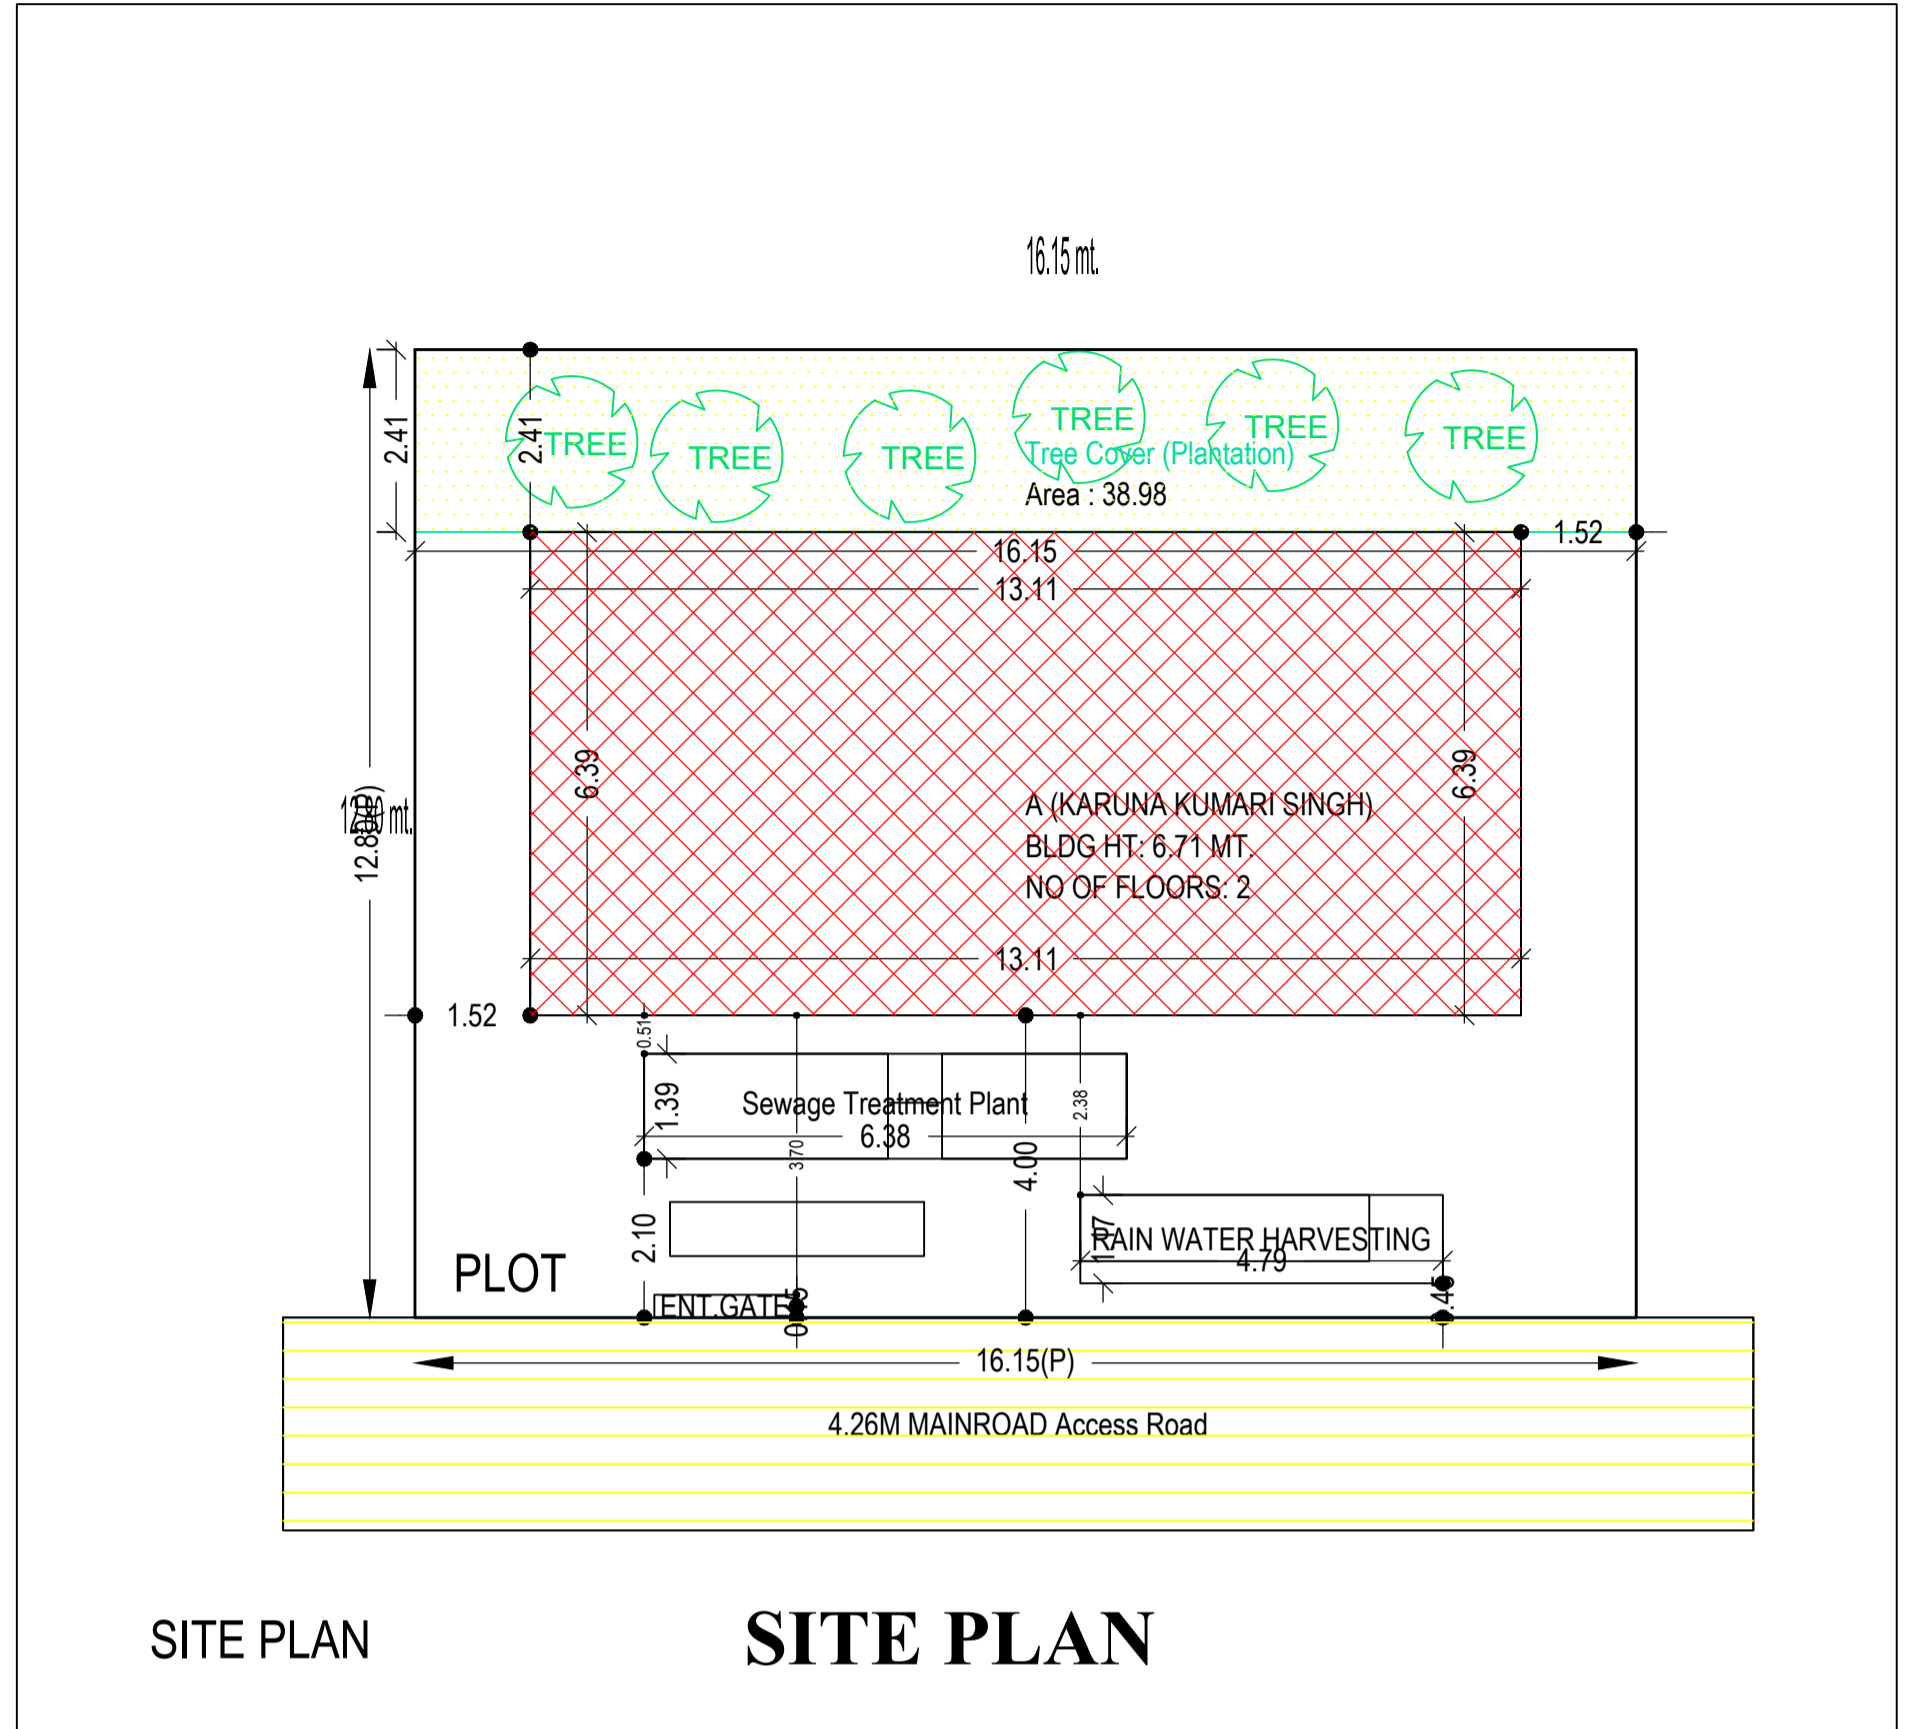 16.15 mt.
TREE
TREE
TREE
TREE
TREE
TREE
2.41
2.41
Tree Cover (Plantation)
Area : 38.98
1.52
16.15
13.11
6.39
6.39
A (KARUNA KUMARI SINGH)
BLDG HT: 6.71 MT.
NO OF FLOORS: 2
mt.
13.11
1.52
0.51
1.39
Sewage Treatment Plant
6.38
2.38
3.70
4.00
2.10
RAIN WATER HARVESTING
4.79
PLOT
ENT.GATE
16.15(P)
4.26M MAINROAD Access Road
SITE PLAN
SITE PLAN